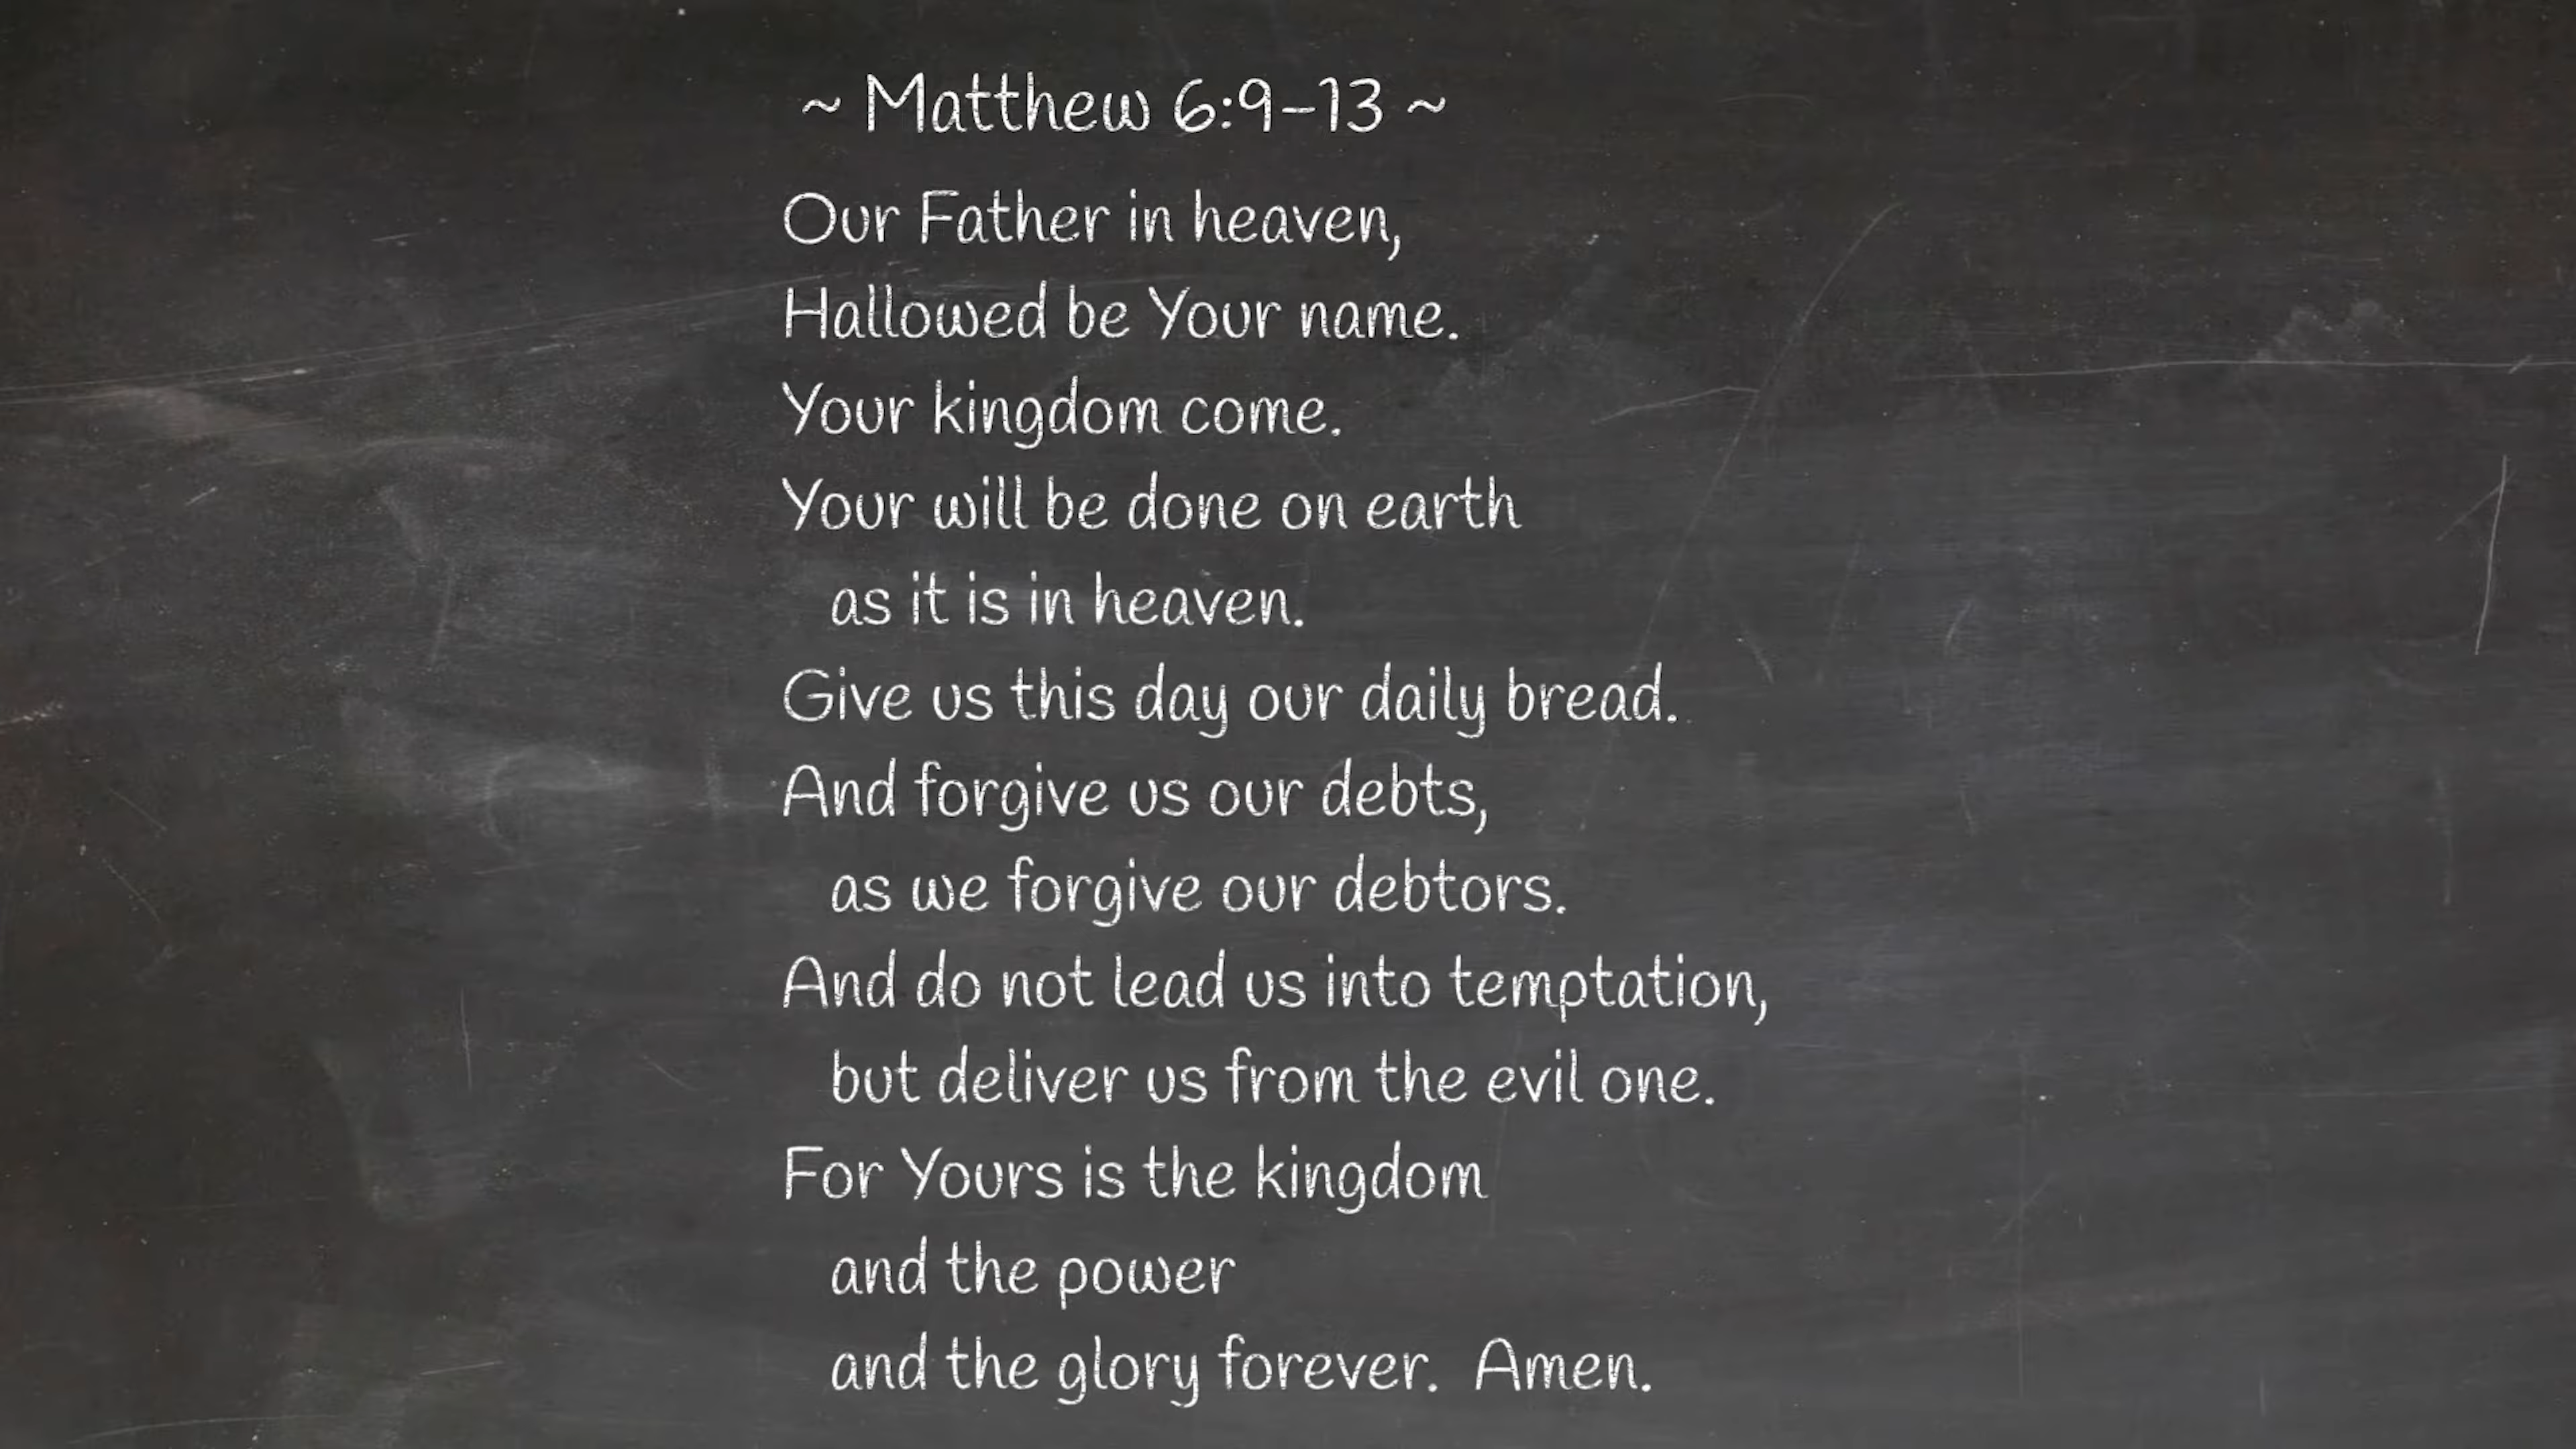 ~ Matthew 6:9-13 ~
Our Father in heaven,
Hallowed be Your name.
Your kingdom come.
Your will be done on earth
as it is in heaven.
Give us this day our daily bread.
And forgive us our debts,
as we forgive our debtors.
And do not lead us into temptation,
but deliver us from the evil one.
For Yours is the kingdom
and the power
and the glory forever.  Amen.